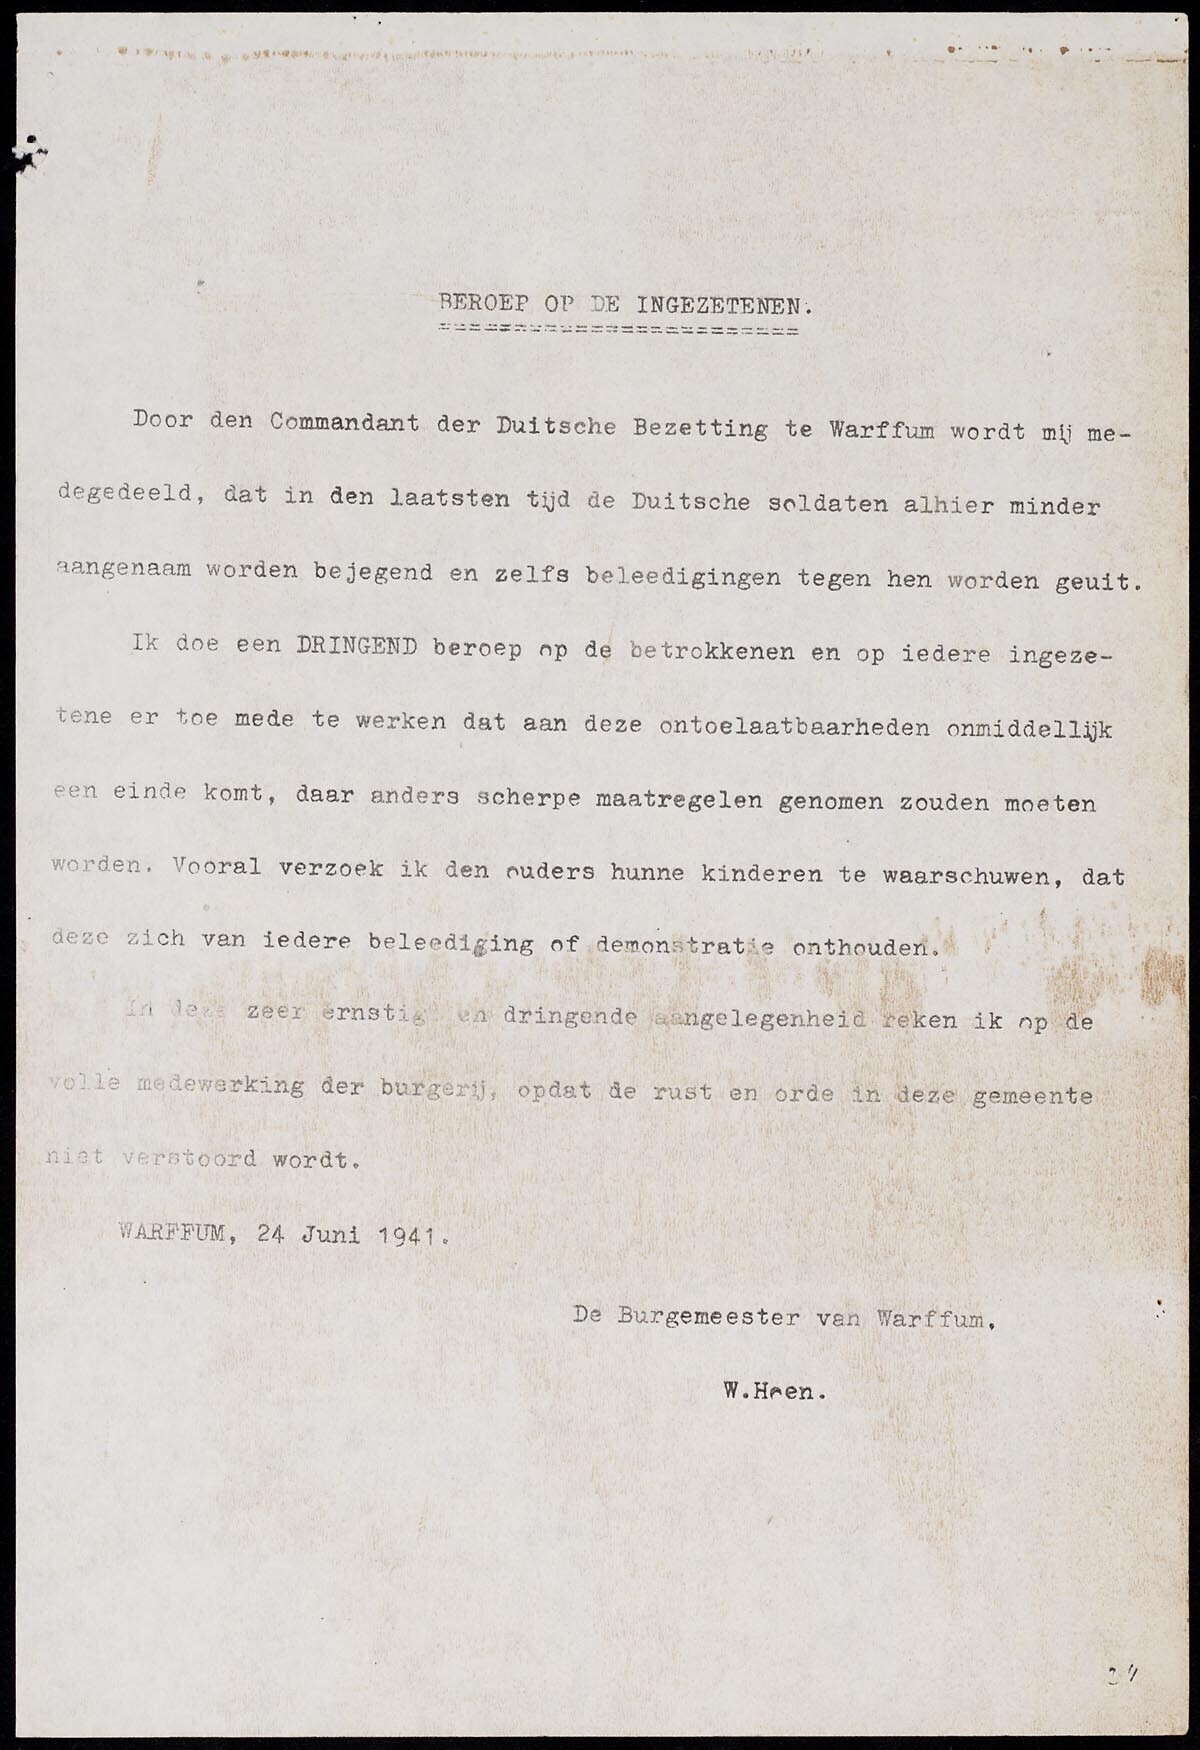 BEROEP OP DE INGEZETENEN.
========================
Door den Commandant der Duitsche Bezetting te Warffum wordt mij me-
degedeeld, dat in den laatsten tijd de Duitsche soldaten alhier minder
aangenaam worden bejegend en zelfs beleedigingen tegen hen worden geuit.
Ik doe een DRINGEND beroep op de betrokkenen en op iedere ingeze-
tene er toe mede te werken dat aan deze ontoelaatbaarheden onmiddellijk
een einde komt, daar anders scherpe maatregelen genomen zouden moeten
worden. Vooral verzoek ik den ouders hunne kinderen te waarschuwen, dat
deze zich van iedere beleediging of demonstratie onthouden.
In deze zeer ernstig en dringende aangelegenheid reken ik op de
volle medewerking der burgerij, opdat de rust en orde in deze gemeente
niet verstoord wordt.
WARFFUM, 24 Juni 1941.
De Burgemeester van Warffum,
W.Hoen.